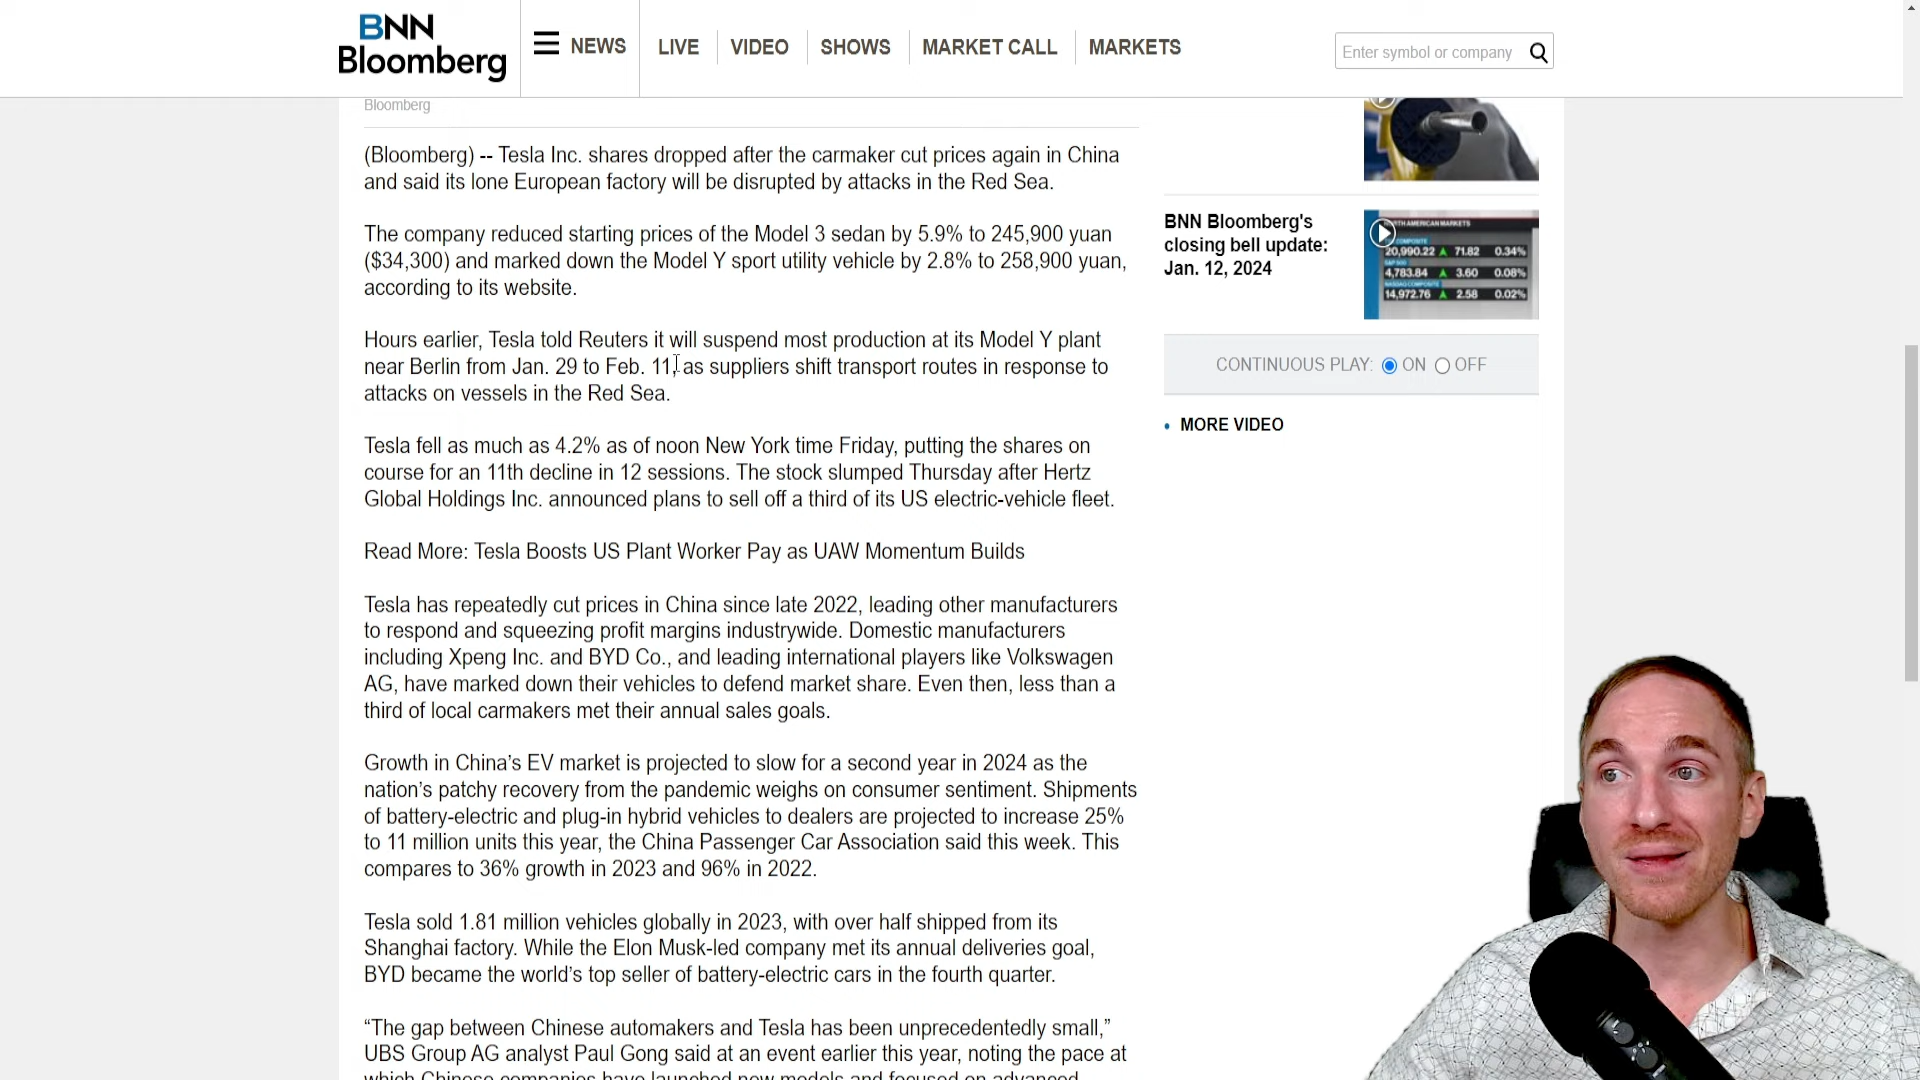 BNN
Bloomberg
NEWS
LIVE
VIDEO
SHOWS
MARKET CALL
MARKETS
Enter symbol or company
Bloomberg
(Bloomberg) -- Tesla Inc. shares dropped after the carmaker cut prices again in China
and said its lone European factory will be disrupted by attacks in the Red Sea.
The company reduced starting prices of the Model 3 sedan by 5.9% to 245,900 yuan
($34,300) and marked down the Model Y sport utility vehicle by 2.8% to 258,900 yuan,
according to its website.
Hours earlier, Tesla told Reuters it will suspend most production at its Model Y plant
near Berlin from Jan. 29 to Feb. 11, as suppliers shift transport routes in response to
attacks on vessels in the Red Sea.
Tesla fell as much as 4.2% as of noon New York time Friday, putting the shares on
course for an 11th decline in 12 sessions. The stock slumped Thursday after Hertz
Global Holdings Inc. announced plans to sell off a third of its US electric-vehicle fleet.
Read More: Tesla Boosts US Plant Worker Pay as UAW Momentum Builds
Tesla has repeatedly cut prices in China since late 2022, leading other manufacturers
to respond and squeezing profit margins industrywide. Domestic manufacturers
including Xpeng Inc. and BYD Co., and leading international players like Volkswagen
AG, have marked down their vehicles to defend market share. Even then, less than a
third of local carmakers met their annual sales goals.
Growth in China's EV market is projected to slow for a second year in 2024 as the
nation's patchy recovery from the pandemic weighs on consumer sentiment. Shipments
of battery-electric and plug-in hybrid vehicles to dealers are projected to increase 25%
to 11 million units this year, the China Passenger Car Association said this week. This
compares to 36% growth in 2023 and 96% in 2022.
Tesla sold 1.81 million vehicles globally in 2023, with over half shipped from its
Shanghai factory. While the Elon Musk-led company met its annual deliveries goal,
BYD became the world's top seller of battery-electric cars in the fourth quarter.
“The gap between Chinese automakers and Tesla has been unprecedentedly small,”
UBS Group AG analyst Paul Gong said at an event earlier this year, noting the pace at
which Chinese companies have launched new models and focused on advanced
BNN Bloomberg's
closing bell update:
Jan. 12, 2024
AMERICAN MARKETS
COMPOSITE
20,990.22 71.82 0.34%
4,783.84 3.60 0.08%
NASDAQ COMPOSITE
14,972.76 2.58 0.02%
CONTINUOUS PLAY: ON OFF
• MORE VIDEO